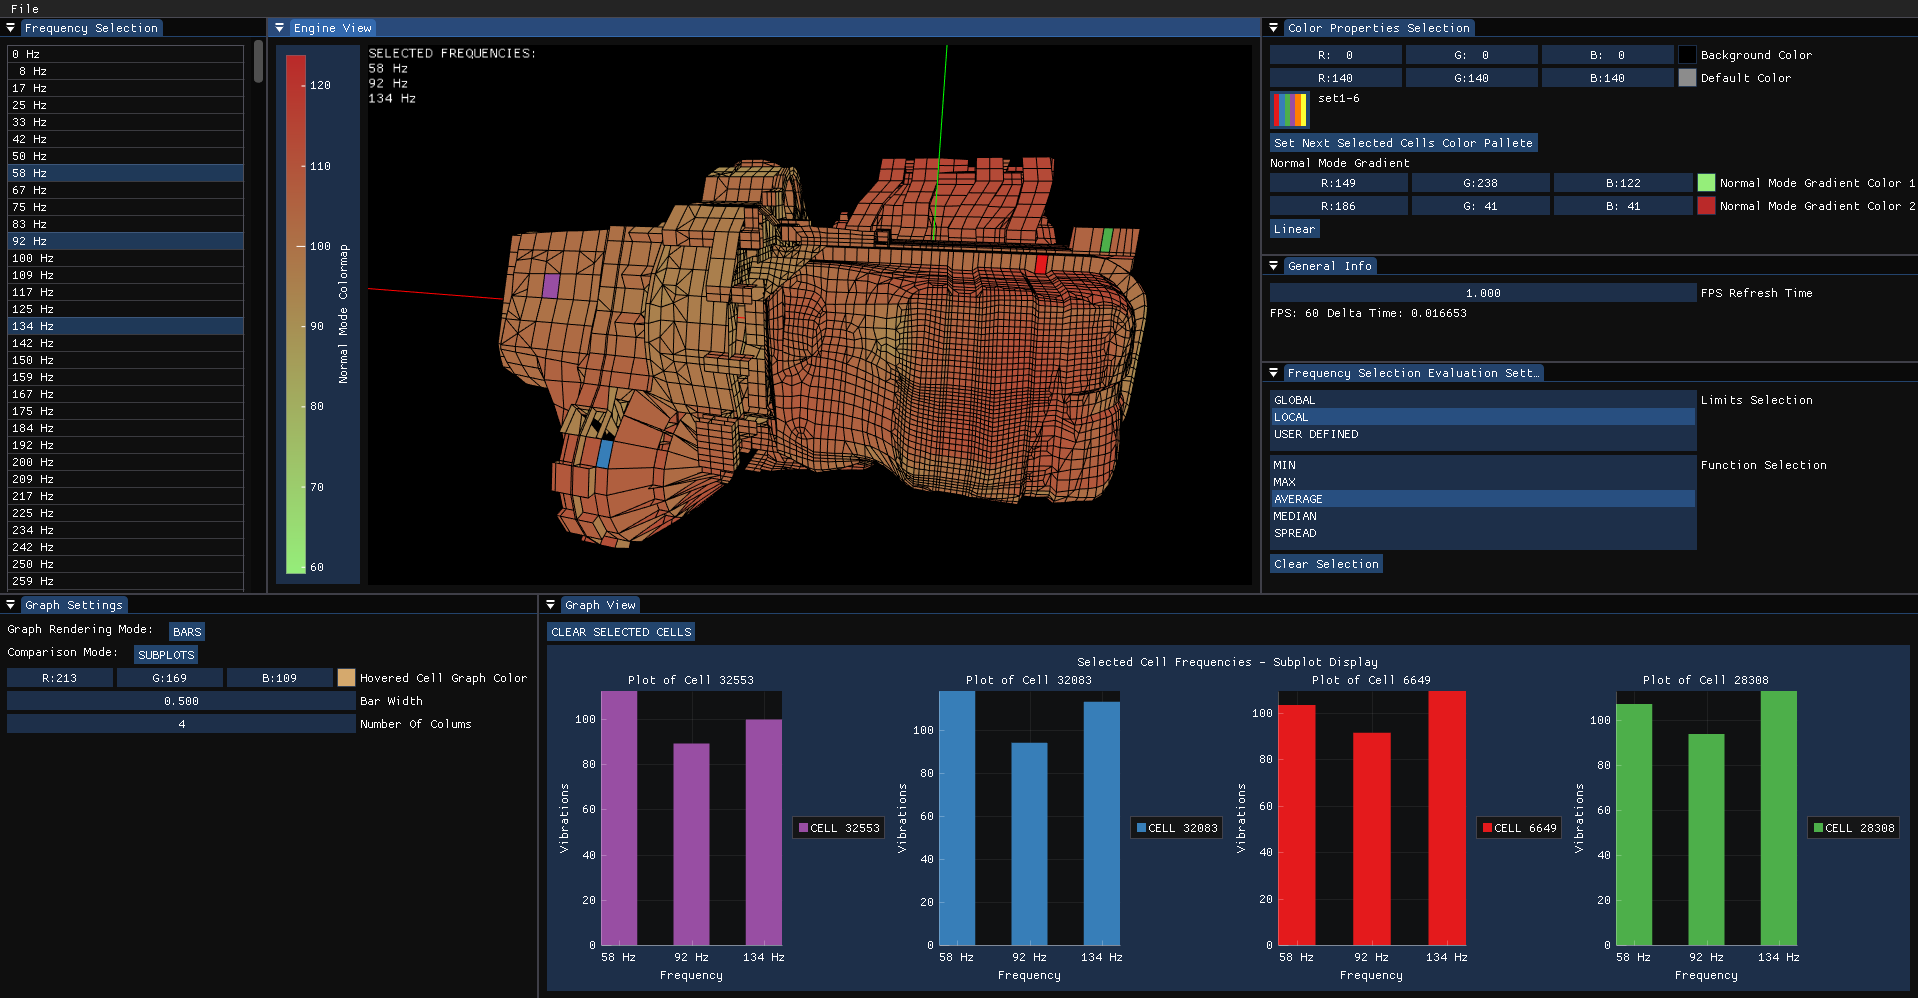 File
Frequency Selection
0 Hz
8 Hz
17 Hz
25 Hz
33 Hz
42 Hz
50 Hz
58 Hz
67 Hz
75 Hz
83 Hz
92 Hz
100 Hz
109 Hz
117 Hz
125 Hz
134 Hz
142 Hz
150 Hz
159 Hz
167 Hz
175 Hz
184 Hz
192 Hz
200 Hz
209 Hz
217 Hz
225 Hz
234 Hz
242 Hz
250 Hz
259 Hz
Engine View
120
110
100
90
80
70
60
Normal Mode Colormap
SELECTED FREQUENCIES:
58 Hz
92 Hz
134 Hz
Color Properties Selection
R: 0 G: 0 B: 0 Background Color
R:140 G:140 B:140 Default Color
set1-6
Set Next Selected Cells Color Pallete
Normal Mode Gradient
R:149 G:238 B:122 Normal Mode Gradient Color 1
R:186 G: 41 B: 41 Normal Mode Gradient Color 2
Linear
General Info
1.000 FPS Refresh Time
FPS: 60 Delta Time: 0.016653
Frequency Selection Evaluation Sett…
GLOBAL Limits Selection
LOCAL
USER DEFINED
MIN Function Selection
MAX
AVERAGE
MEDIAN
SPREAD
Clear Selection
Graph Settings
Graph Rendering Mode: BARS
Comparison Mode: SUBPLOTS
R:213 G:169 B:109 Hovered Cell Graph Color
0.500 Bar Width
4 Number Of Colums
Graph View
CLEAR SELECTED CELLS
Selected Cell Frequencies - Subplot Display
Plot of Cell 32553
100
80
60
40
20
0
Vibrations
58 Hz 92 Hz 134 Hz
Frequency
CELL 32553
Plot of Cell 32083
100
80
60
40
20
0
Vibrations
58 Hz 92 Hz 134 Hz
Frequency
CELL 32083
Plot of Cell 6649
100
80
60
40
20
0
Vibrations
58 Hz 92 Hz 134 Hz
Frequency
CELL 6649
Plot of Cell 28308
100
80
60
40
20
0
Vibrations
58 Hz 92 Hz 134 Hz
Frequency
CELL 28308